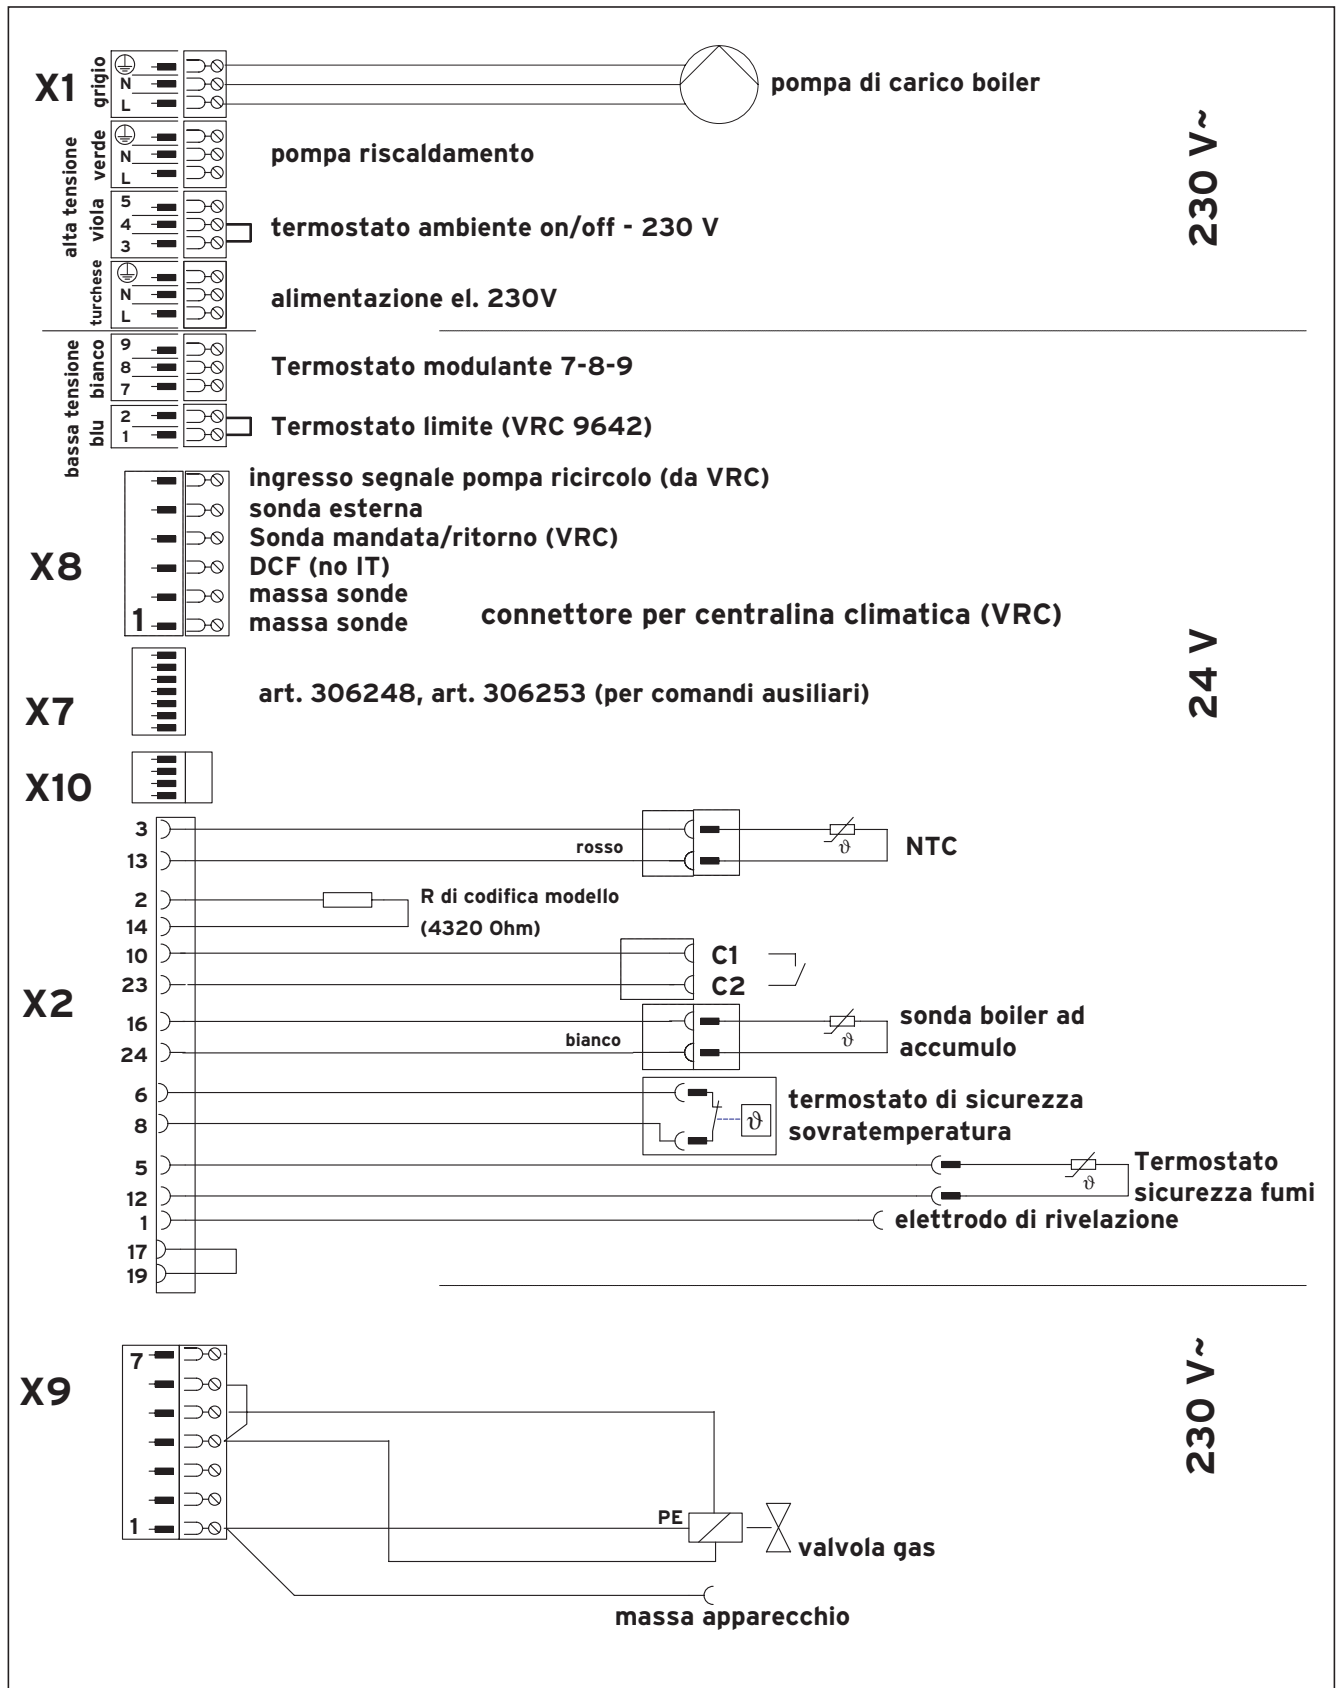 X1
grigio
N
L
pompa di carico boiler
230 V~
alta tensione
verde
N
L
pompa riscaldamento
viola
5
4
3
termostato ambiente on/off - 230 V
turchese
N
L
alimentazione el. 230V
bassa tensione
bianco
9
8
7
Termostato modulante 7-8-9
blu
2
1
Termostato limite (VRC 9642)
X8
1
ingresso segnale pompa ricircolo (da VRC)
sonda esterna
Sonda mandata/ritorno (VRC)
DCF (no IT)
massa sonde
massa sonde
connettore per centralina climatica (VRC)
24 V
X7
art. 306248, art. 306253 (per comandi ausiliari)
X10
X2
3
13
rosso
ϑ
NTC
2
14
R di codifica modello
(4320 Ohm)
10
23
C1
C2
16
24
bianco
ϑ
sonda boiler ad
accumulo
6
8
ϑ
termostato di sicurezza
sovratemperatura
5
12
ϑ
Termostato
sicurezza fumi
1
elettrodo di rivelazione
17
19
X9
7
1
230 V~
PE
valvola gas
massa apparecchio